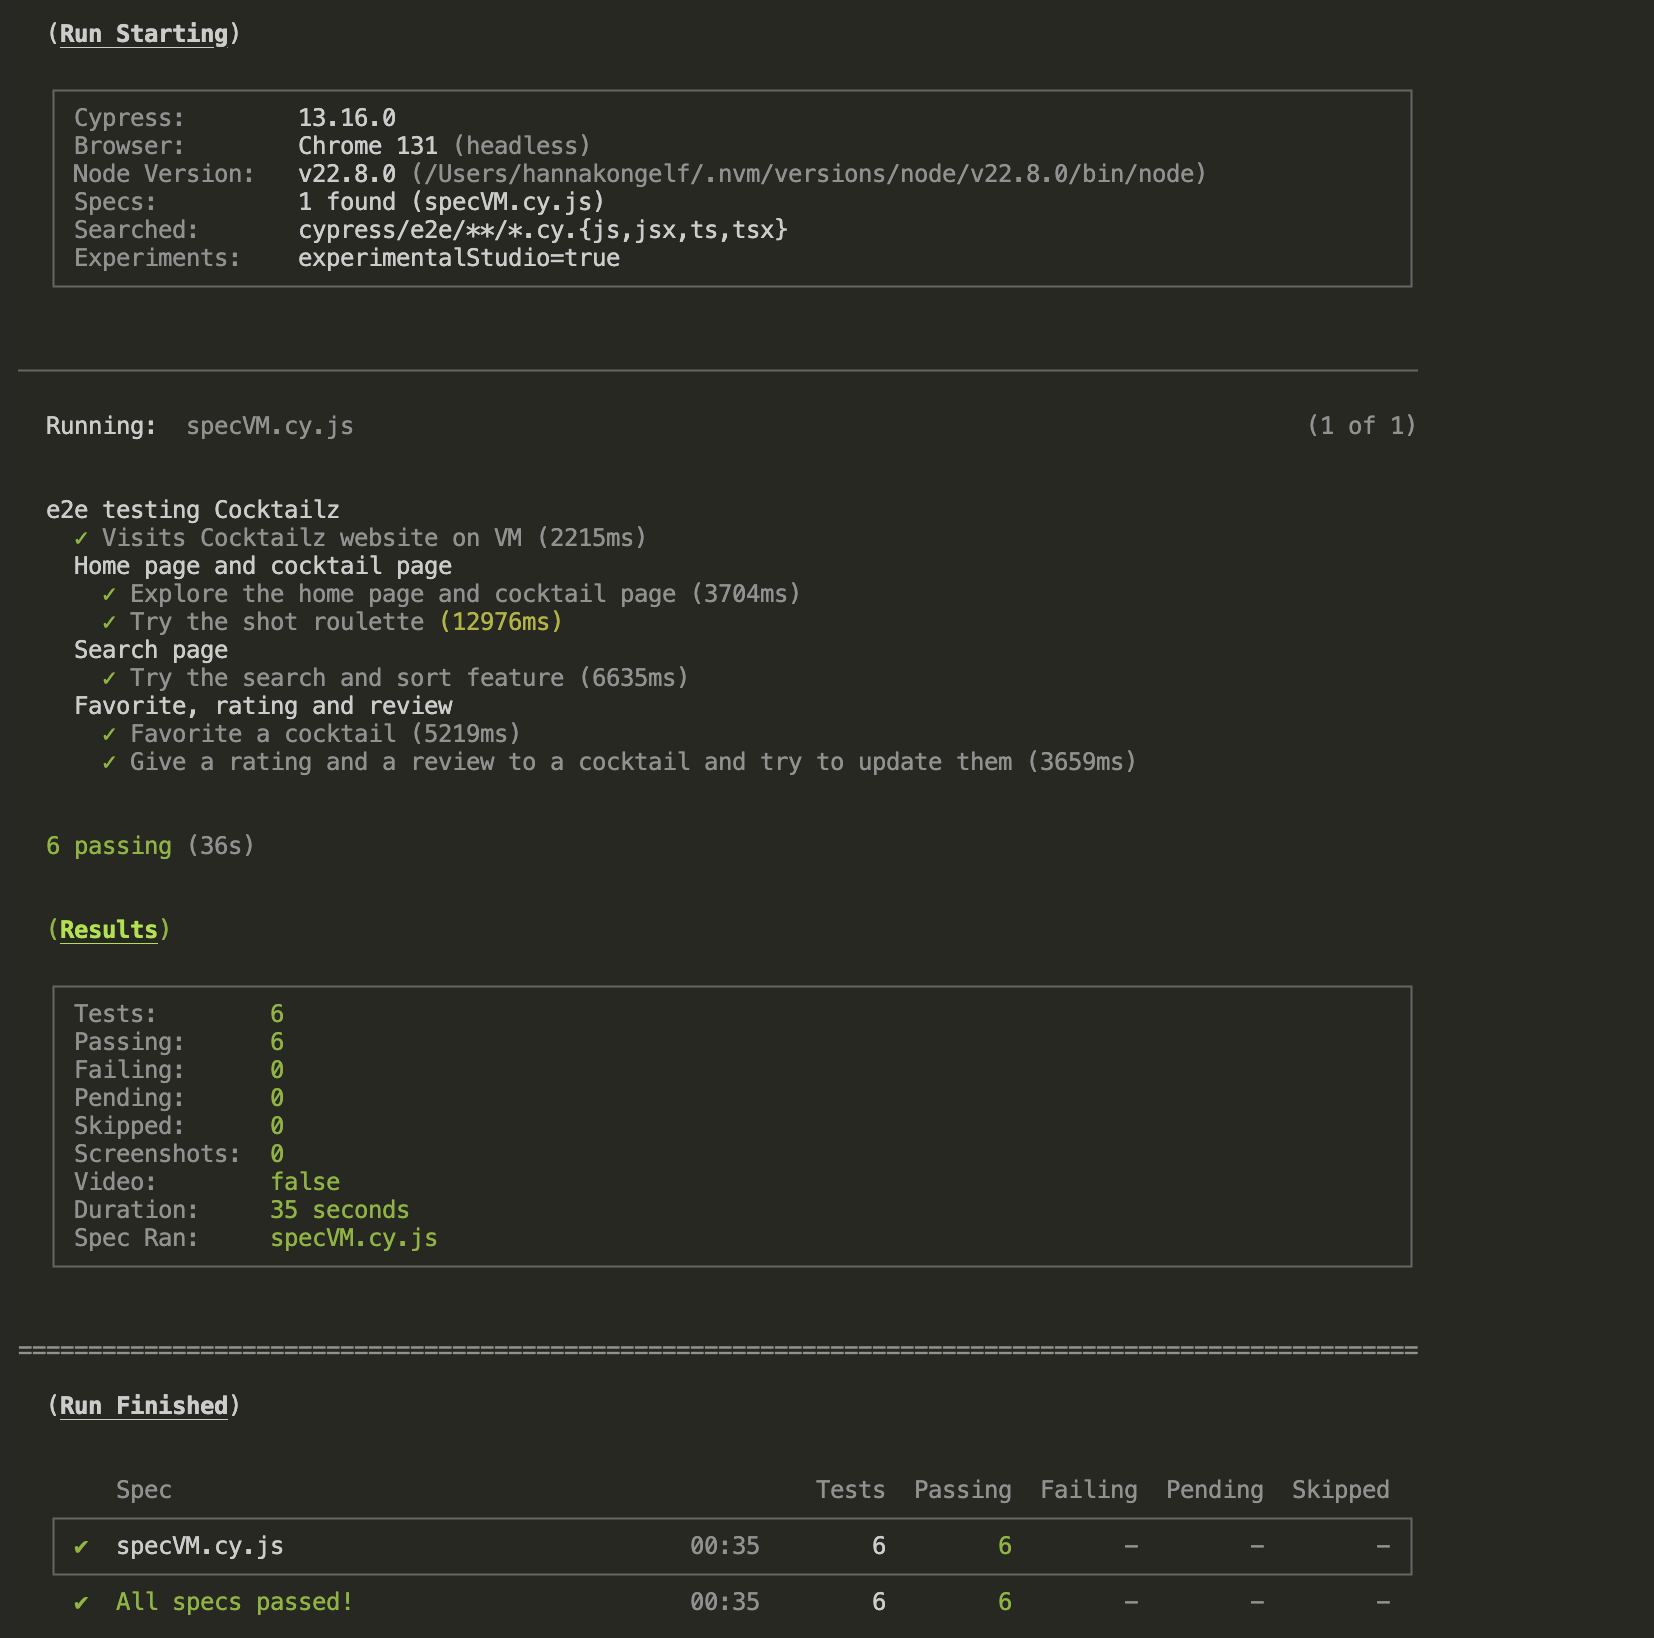 (Run Starting)
Cypress: 13.16.0
Browser: Chrome 131 (headless)
Node Version: v22.8.0 (/Users/hannakongelf/.nvm/versions/node/v22.8.0/bin/node)
Specs: 1 found (specVM.cy.js)
Searched: cypress/e2e/**/*.cy.{js,jsx,ts,tsx}
Experiments: experimentalStudio=true
Running: specVM.cy.js (1 of 1)
e2e testing Cocktailz
✓ Visits Cocktailz website on VM (2215ms)
Home page and cocktail page
✓ Explore the home page and cocktail page (3704ms)
✓ Try the shot roulette (12976ms)
Search page
✓ Try the search and sort feature (6635ms)
Favorite, rating and review
✓ Favorite a cocktail (5219ms)
✓ Give a rating and a review to a cocktail and try to update them (3659ms)
6 passing (36s)
(Results)
Tests: 6
Passing: 6
Failing: 0
Pending: 0
Skipped: 0
Screenshots: 0
Video: false
Duration: 35 seconds
Spec Ran: specVM.cy.js
====================================================================================================
(Run Finished)
Spec Tests Passing Failing Pending Skipped
✔ specVM.cy.js 00:35 6 6 – – –
✔ All specs passed! 00:35 6 6 – – –